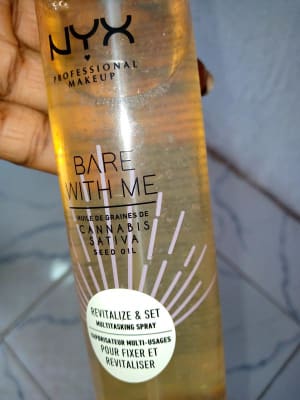 NYX
PROFESSIONAL
MAKEUP
BARE
WITH ME
HUILE DE GRAINES DE
CANNABIS
SATIVA
SEED OIL
REVITALIZE & SET
MULTITASKING SPRAY
VAPORISATEUR MULTI-USAGES
POUR FIXER ET
REVITALISER